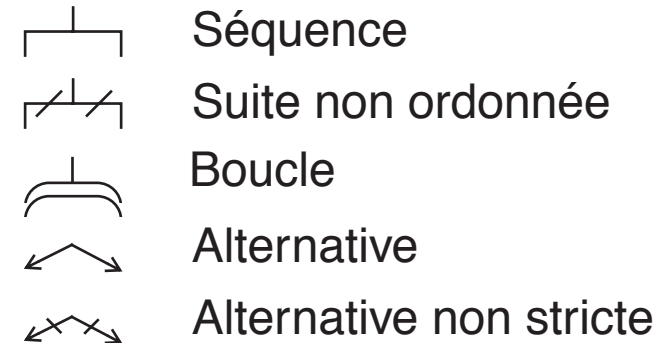 Séquence
Suite non ordonnée
Boucle
Alternative
Alternative non stricte